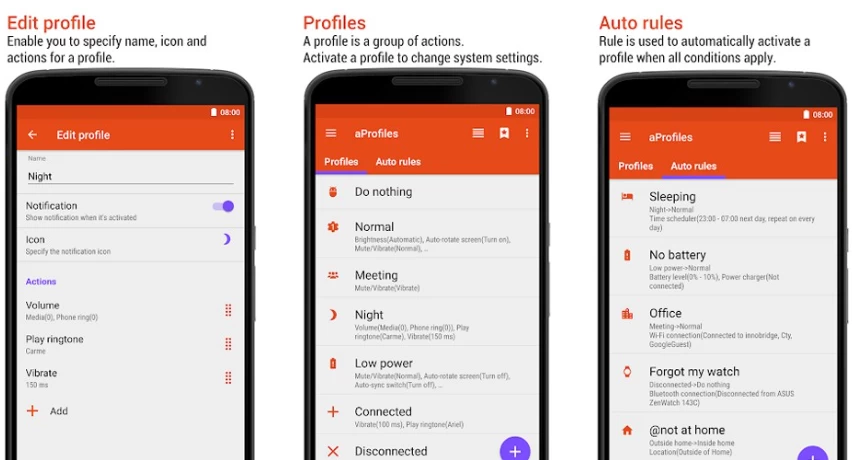 Edit profile
Enable you to specify name, icon and
actions for a profile.
08:00
Edit profile
Name
Night
Notification
Show notification when it's activated
Icon
Specify the notification icon
Actions
Volume
Media(0), Phone ring(0)
Play ringtone
Carme
Vibrate
150 ms
Add
Profiles
A profile is a group of actions.
Activate a profile to change system settings.
08:00
aProfiles
Profiles Auto rules
Do nothing
Normal
Brightness(Automatic), Auto-rotate screen(Turn on),
Mute/Vibrate(Normal), ..
Meeting
Mute/Vibrate(Vibrate)
Night
Volume(Media(0), Phone ring(0)), Play
ringtone(Carme), Vibrate(150 ms)
Low power
Mute/Vibrate(Normal), Auto-rotate screen(Turn off),
Auto-sync switch(Turn off), ..
Connected
Vibrate(100 ms), Play ringtone(Ariel)
Disconnected
Auto rules
Rule is used to automatically activate a
profile when all conditions apply.
08:00
aProfiles
Profiles Auto rules
Sleeping
Night->Normal
Time scheduler(23:00 - 07:00 next day, repeat on every
day)
No battery
Low power->Normal
Battery level(0% - 10%), Power charger(Not
connected)
Office
Meeting->Normal
Wi-Fi connection(Connected to innobridge, Cty,
GoogleGuest)
Forgot my watch
Disconnected->Do nothing
Bluetooth connection(Disconnected from ASUS
ZenWatch 143C)
@not at home
Outside home->Inside home
Location(Outside of Home)